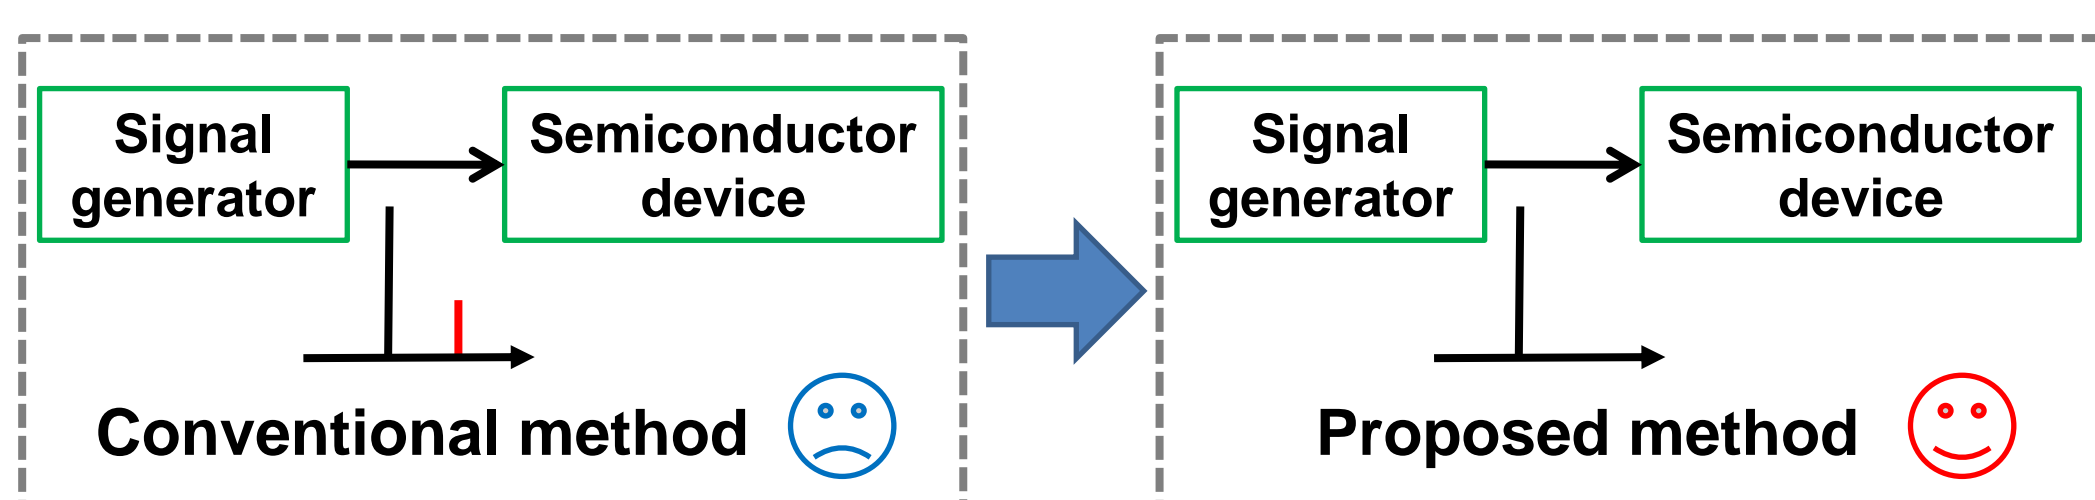 Signal
generator
Semiconductor
device
Conventional method
Signal
generator
Semiconductor
device
Proposed method